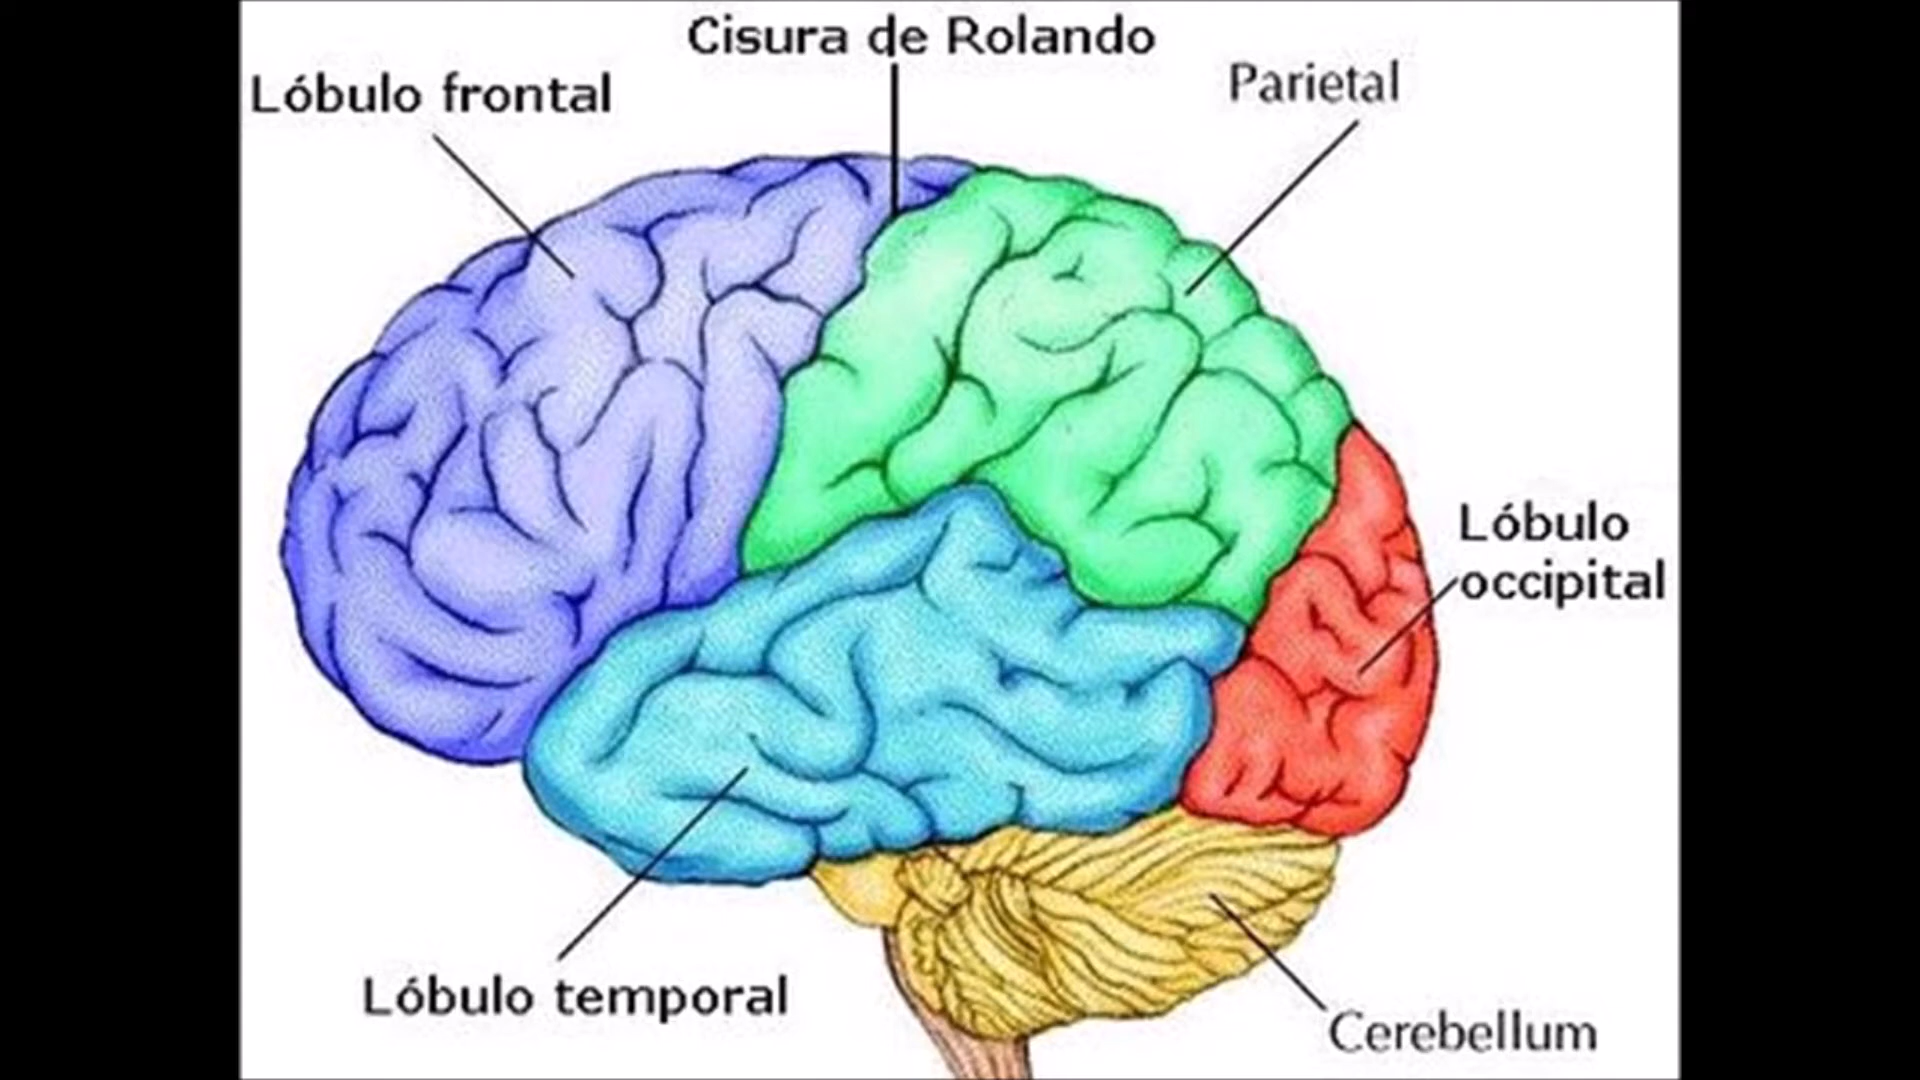 Cisura de Rolando
Lóbulo frontal
Parietal
Lóbulo
occipital
Lóbulo temporal
Cerebellum